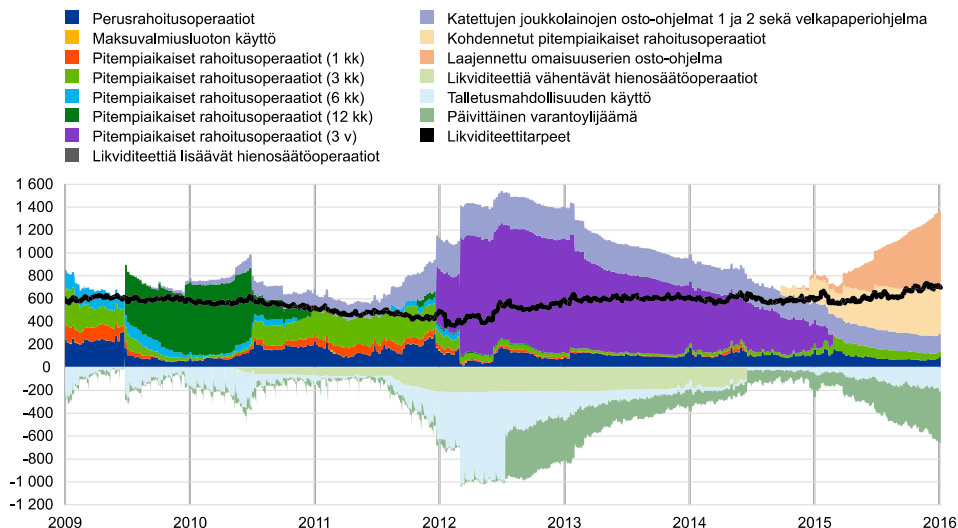 Perusrahoitusoperaatiot
Maksuvalmiusluoton käyttö
Pitempiaikaiset rahoitusoperaatiot (1 kk)
Pitempiaikaiset rahoitusoperaatiot (3 kk)
Pitempiaikaiset rahoitusoperaatiot (6 kk)
Pitempiaikaiset rahoitusoperaatiot (12 kk)
Pitempiaikaiset rahoitusoperaatiot (3 v)
Likviditeettiä lisäävät hienosäätöoperaatiot
Katettujen joukkolainojen osto-ohjelmat 1 ja 2 sekä velkapaperiohjelma
Kohdennetut pitempiaikaiset rahoitusoperaatiot
Laajennettu omaisuuserien osto-ohjelma
Likviditeettiä vähentävät hienosäätöoperaatiot
Talletusmahdollisuuden käyttö
Päivittäinen varantoylijäämä
Likviditeettitarpeet
1 600
1 400
1 200
1 000
800
600
400
200
0
-200
-400
-600
-800
-1 000
-1 200
2009 2010 2011 2012 2013 2014 2015 2016